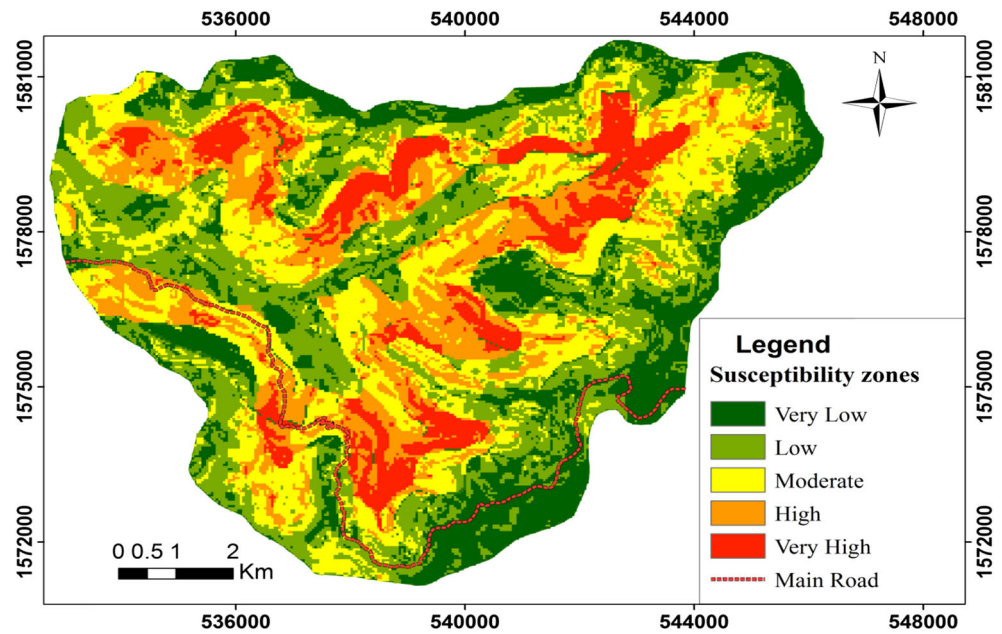 536000 540000 544000 548000
N
1581000 1581000
1578000 1578000
1575000 1575000
1572000 1572000
Legend
Susceptibility zones
Very Low
Low
Moderate
High
Very High
Main Road
0 0.5 1 2
Km
536000 540000 544000 548000